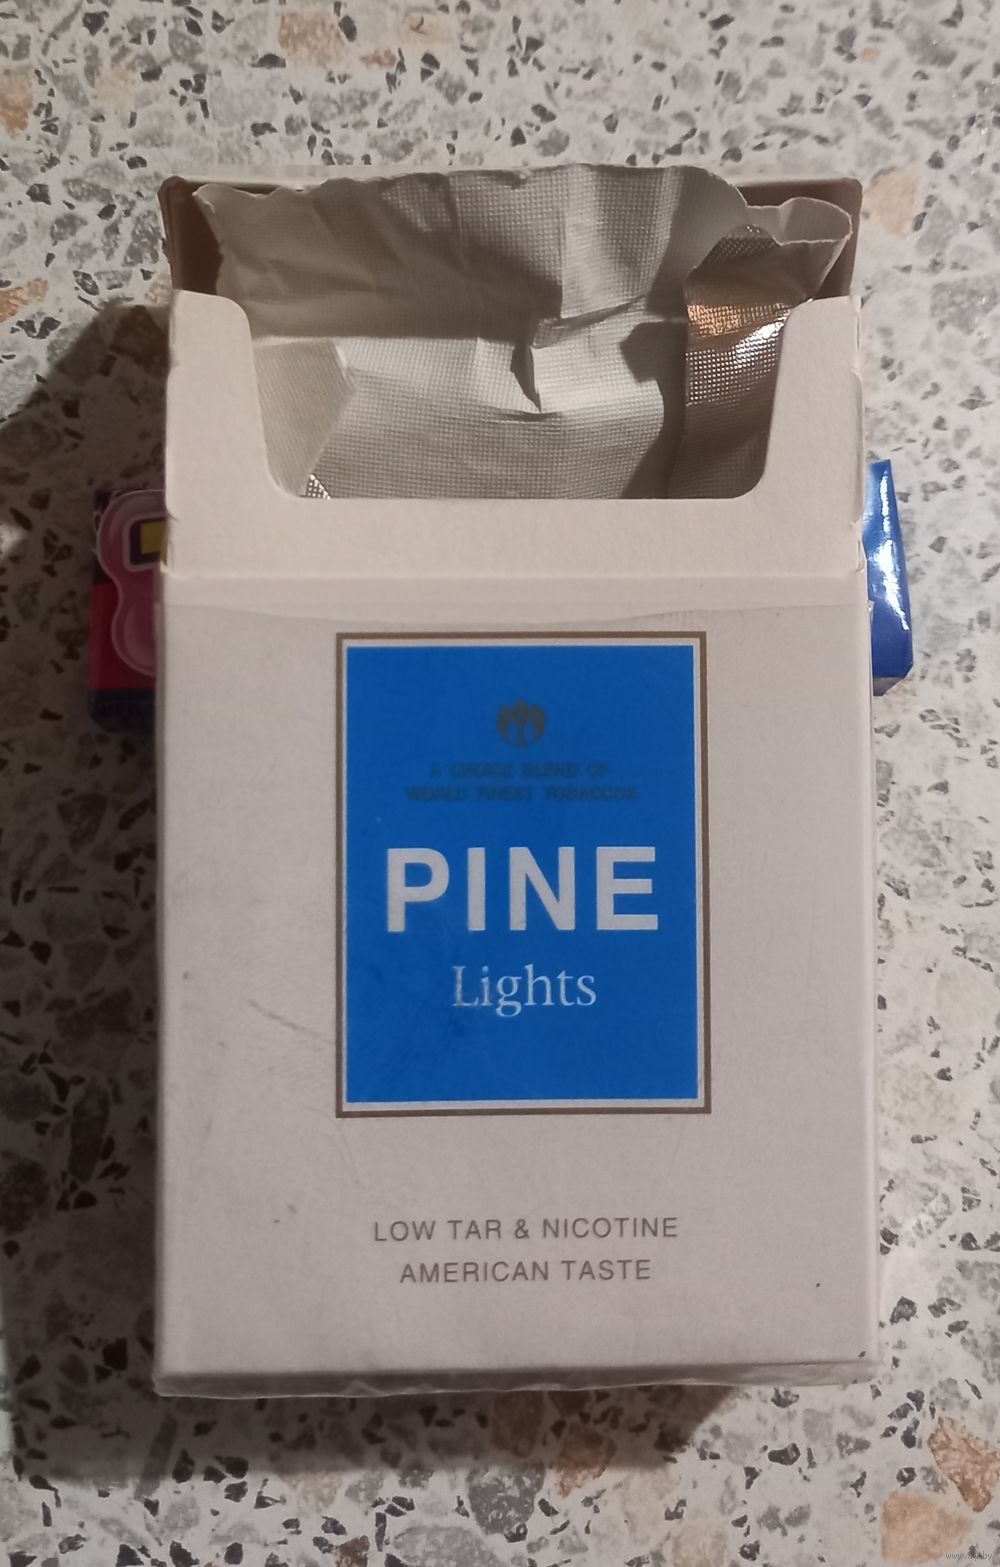 A CHOICE BLEND OF
WORLD FINEST TOBACCOS
PINE
Lights
LOW TAR & NICOTINE
AMERICAN TASTE